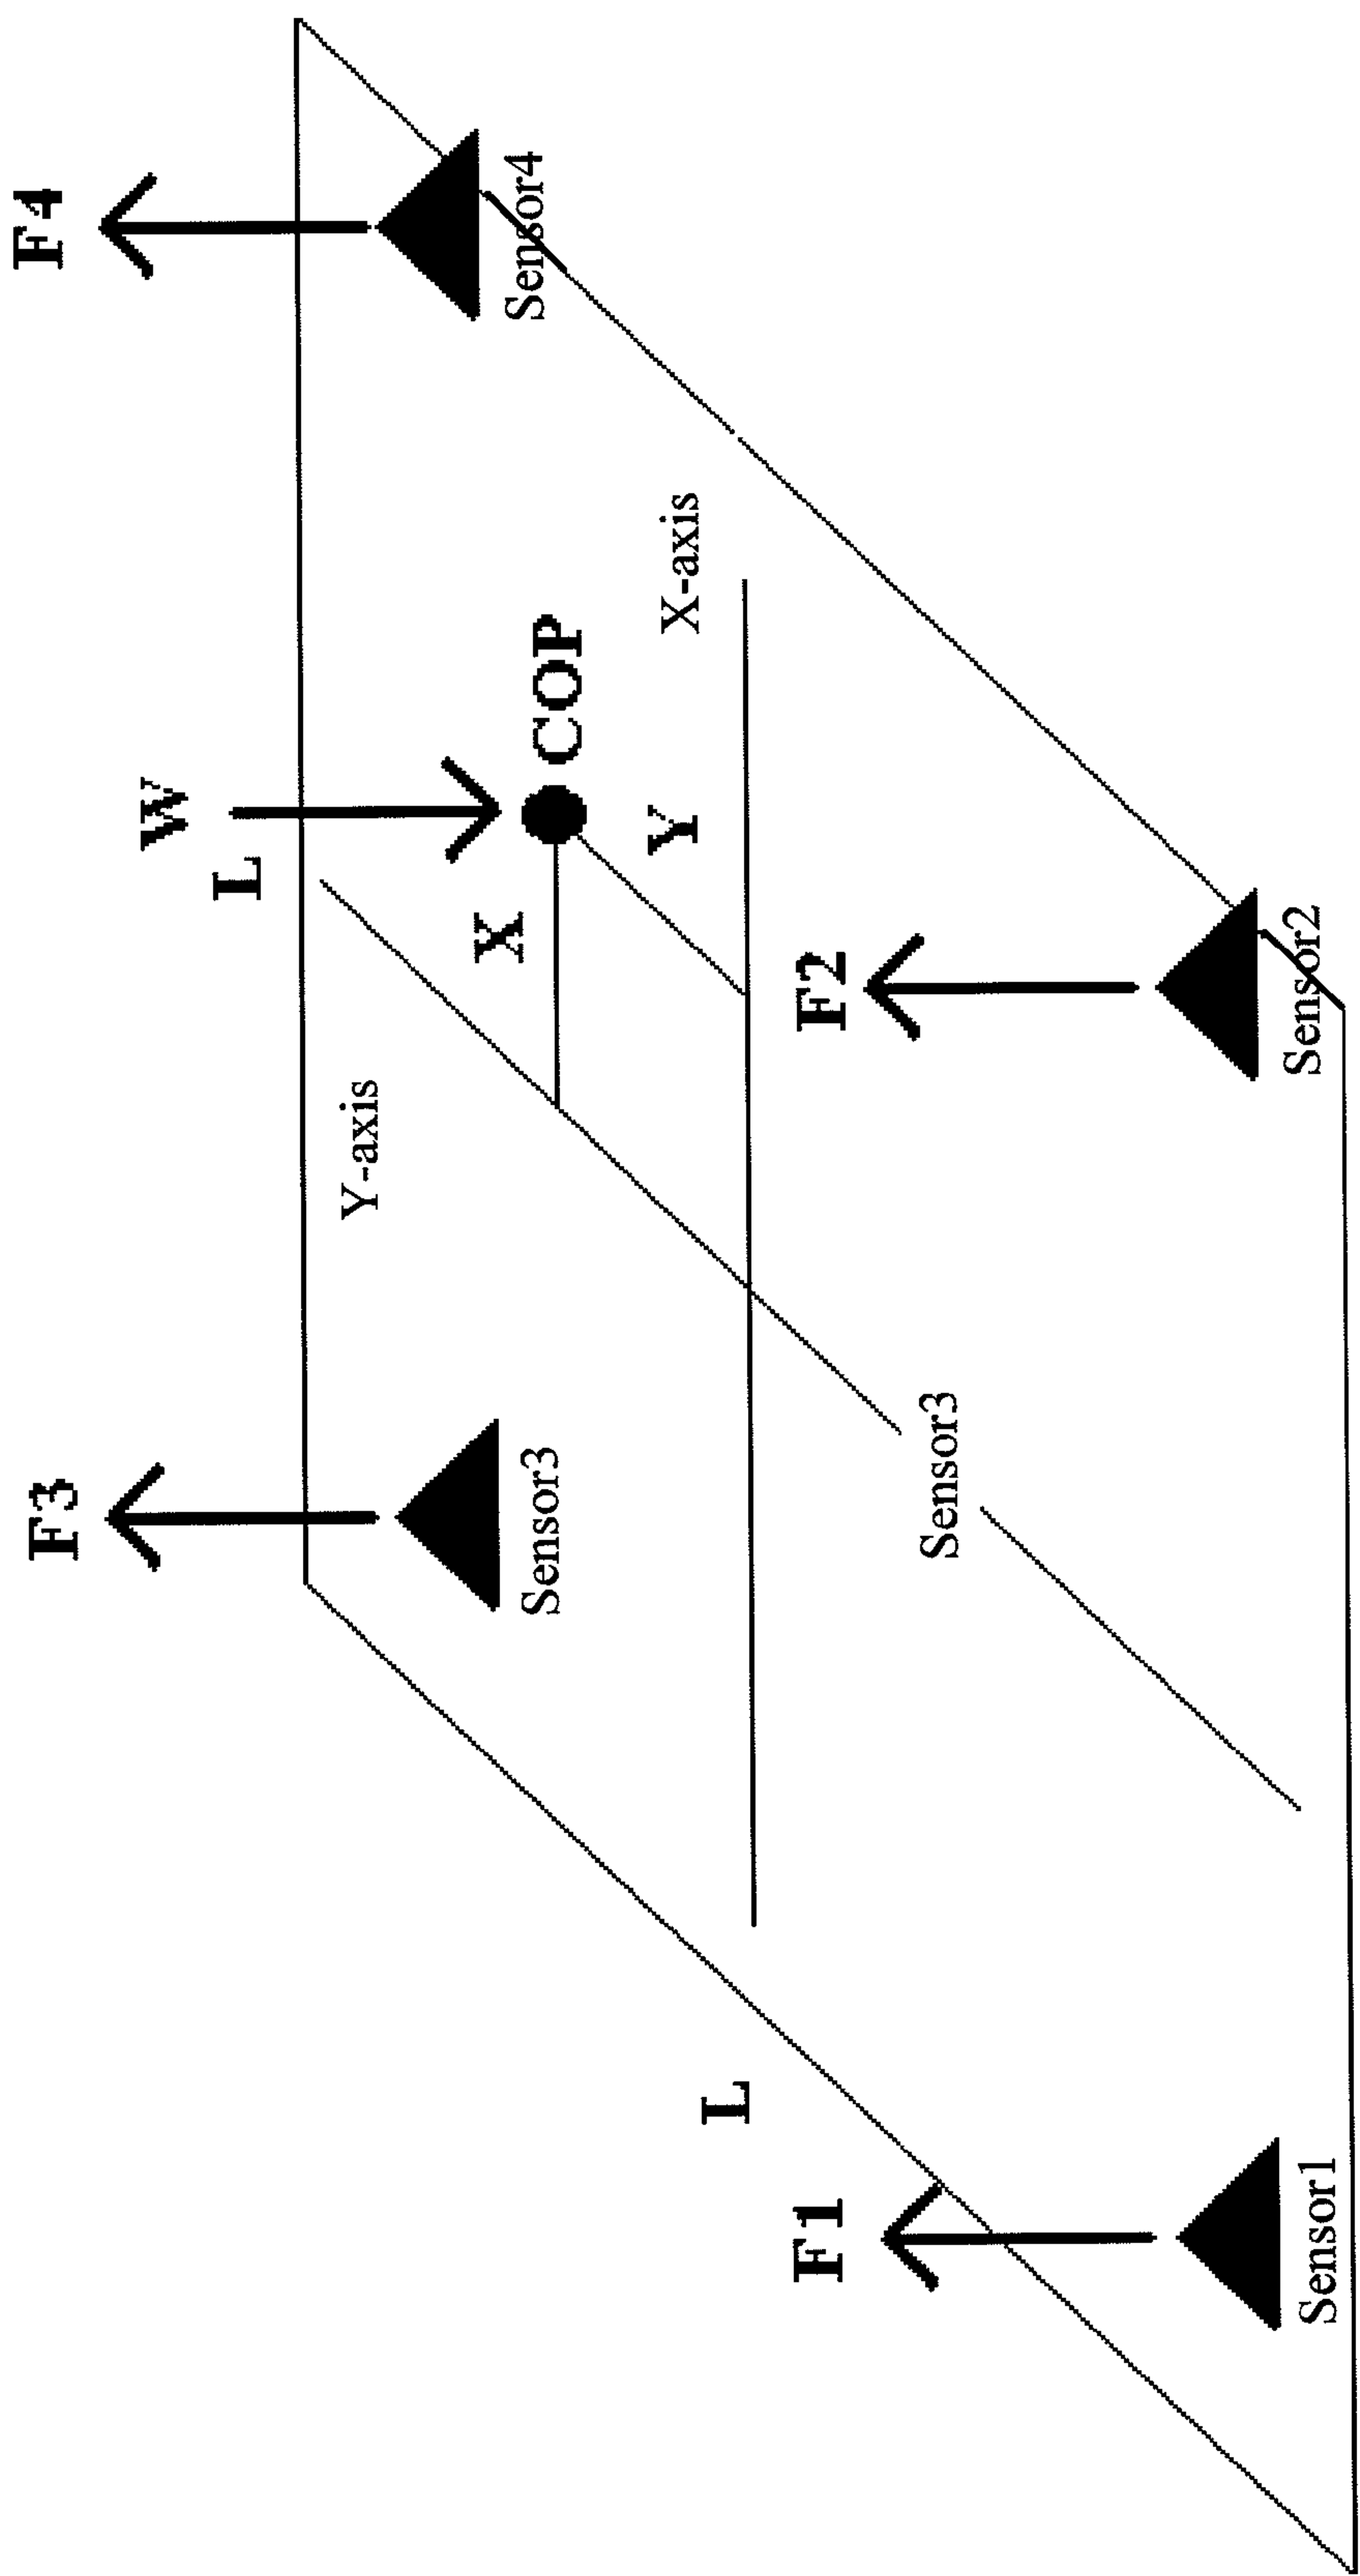 F3
F4
W
L
Y-axis
X
COP
Sensor3
Sensor4
Y
X-axis
L
F1
F2
Sensor3
Sensor1
Sensor2